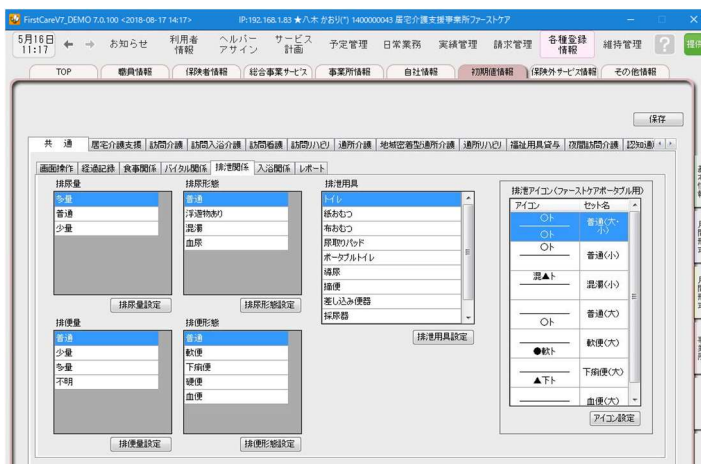 FirstCareV7_DEMO 7.0.100 <2018-08-17 14:17> IP:192.168.1.83 ★八木 かおり(*) 1400000043 居宅介護支援事業所ファーストケア
5月16日
11:17
お知らせ
利用者
情報
ヘルパー
アサイン
サービス
計画
予定管理
日常業務
実績管理
請求管理
各種登録
情報
維持管理
?
提供
TOP
職員情報
保険者情報
総合事業サービス
事業所情報
自社情報
初期値情報
保険外サービス情報
その他情報
保存
共 通
居宅介護支援
訪問介護
訪問入浴介護
訪問看護
訪問リハビリ
通所介護
地域密着型通所介護
通所リハビリ
福祉用具貸与
夜間訪問介護
認知通
画面操作
経過記録
食事関係
バイタル関係
排泄関係
入浴関係
レポート
排尿量
多量
普通
少量
排尿量設定
排尿形態
普通
浮遊物あり
混濁
血尿
排尿形態設定
排泄用具
トイレ
紙おむつ
布おむつ
尿取りパッド
ポータブルトイレ
導尿
摘便
差し込み便器
採尿器
排泄用具設定
排便量
普通
少量
多量
不明
排便量設定
排便形態
普通
軟便
下痢便
硬便
血便
排便形態設定
排泄アイコン(ファーストケアポータブル用)
アイコン セット名
〇ト
〇ト
普通(大・
小)
〇ト
普通(小)
混▲ト
混濁(小)
〇ト
普通(大)
●軟ト
軟便(大)
▲下ト
下痢便(大)
血便(大)
アイコン設定